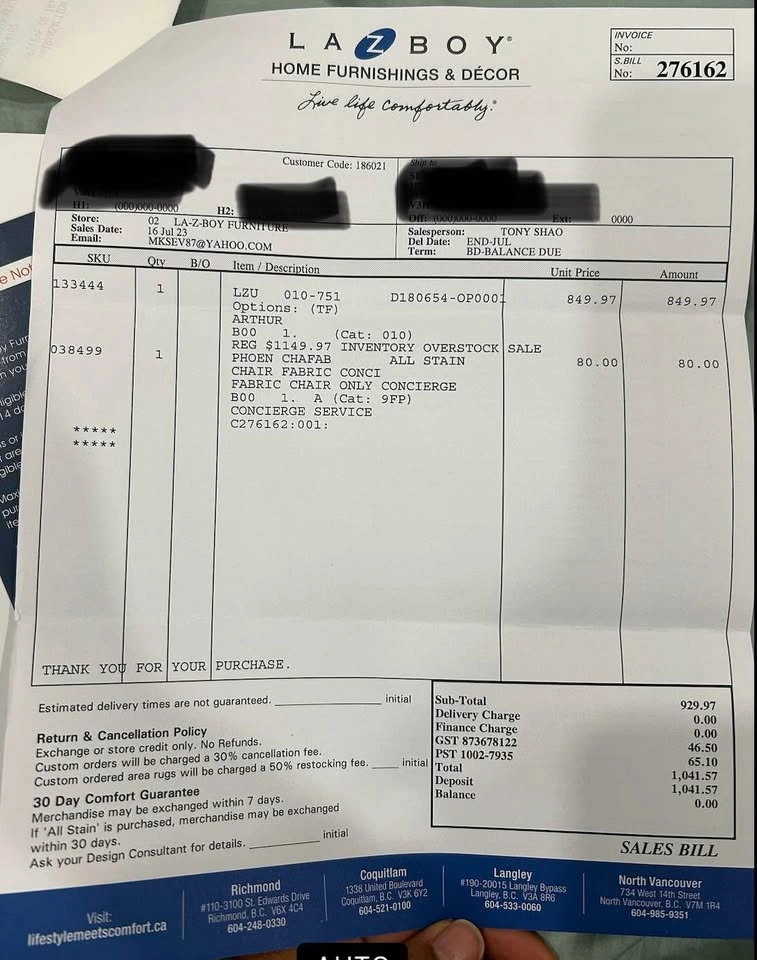 LA Z BOY®
HOME FURNISHINGS & DÉCOR
Live life comfortably.®
INVOICE
No:
S.BILL
No: 276162
Customer Code: 186021
Ship to
H1: (000)000-0000 H2:
Off: (000)000-0000 Ext: 0000
Store: 02 LA-Z-BOY FURNITURE
Sales Date: 16 Jul 23
Email: MKSEV87@YAHOO.COM
Salesperson: TONY SHAO
Del Date: END-JUL
Term: BD-BALANCE DUE
SKU Qty B/O Item / Description Unit Price Amount
133444 1 LZU 010-751 D180654-OP0001 849.97 849.97
Options: (TF)
ARTHUR
B00 1. (Cat: 010)
REG $1149.97 INVENTORY OVERSTOCK SALE
038499 1 PHOEN CHAFAB ALL STAIN 80.00 80.00
CHAIR FABRIC CONCI
FABRIC CHAIR ONLY CONCIERGE
B00 1. A (Cat: 9FP)
CONCIERGE SERVICE
***** C276162:001:
*****
THANK YOU FOR YOUR PURCHASE.
Estimated delivery times are not guaranteed. ____________ initial
Return & Cancellation Policy
Exchange or store credit only. No Refunds.
Custom orders will be charged a 30% cancellation fee.
Custom ordered area rugs will be charged a 50% restocking fee. ____ initial
30 Day Comfort Guarantee
Merchandise may be exchanged within 7 days.
If 'All Stain' is purchased, merchandise may be exchanged
within 30 days.
Ask your Design Consultant for details. ____________ initial
Sub-Total 929.97
Delivery Charge 0.00
Finance Charge 0.00
GST 873678122 46.50
PST 1002-7935 65.10
Total 1,041.57
Deposit 1,041.57
Balance 0.00
SALES BILL
Visit:
lifestylemeetscomfort.ca
Richmond
#110-3100 St. Edwards Drive
Richmond, B.C. V6X 4C4
604-248-0330
Coquitlam
1338 United Boulevard
Coquitlam, B.C. V3K 6Y2
604-521-0100
Langley
#190-20015 Langley Bypass
Langley, B.C. V3A 8R6
604-533-0060
North Vancouver
734 West 14th Street
North Vancouver, B.C. V7M 1R4
604-985-9351
AUTO